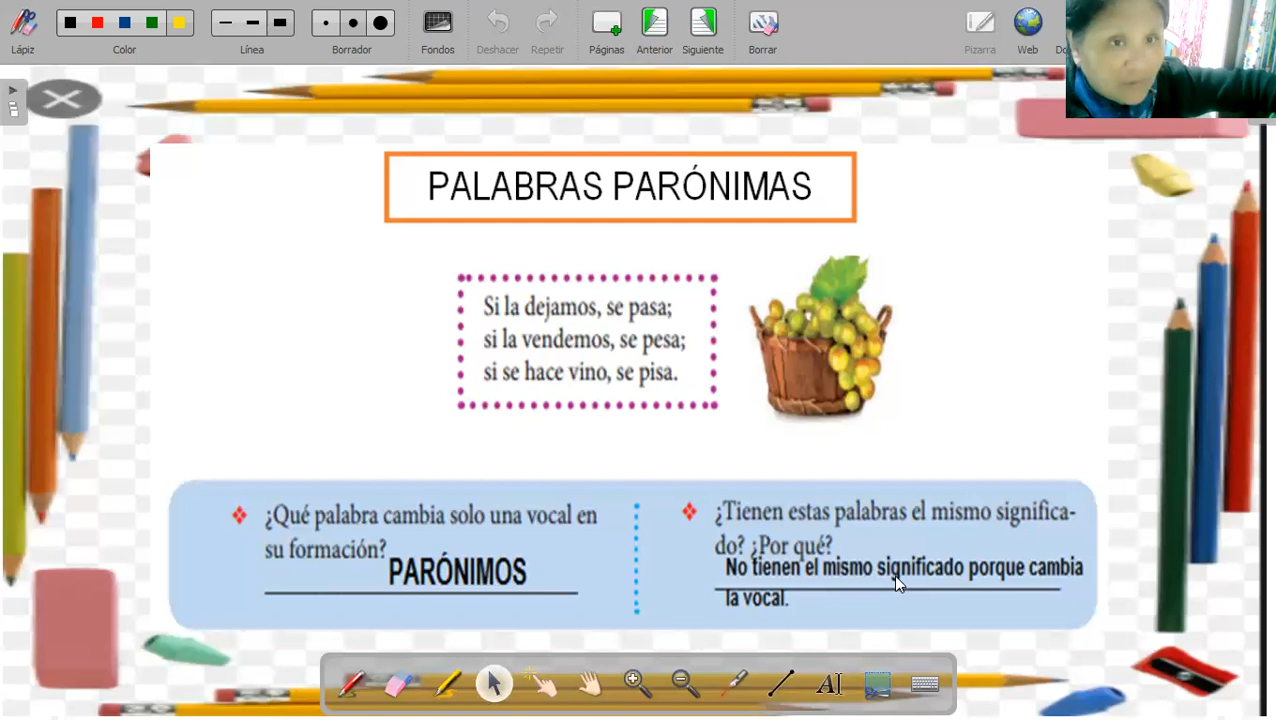 Lápiz
Color
Línea
Borrador
Fondos
Deshacer
Repetir
Páginas
Anterior
Siguiente
Borrar
Pizarra
Web
PALABRAS PARÓNIMAS
Si la dejamos, se pasa;
si la vendemos, se pesa;
si se hace vino, se pisa.
¿Qué palabra cambia solo una vocal en
su formación?
PARÓNIMOS
¿Tienen estas palabras el mismo significa-
do? ¿Por qué?
No tienen el mismo significado porque cambia
la vocal.